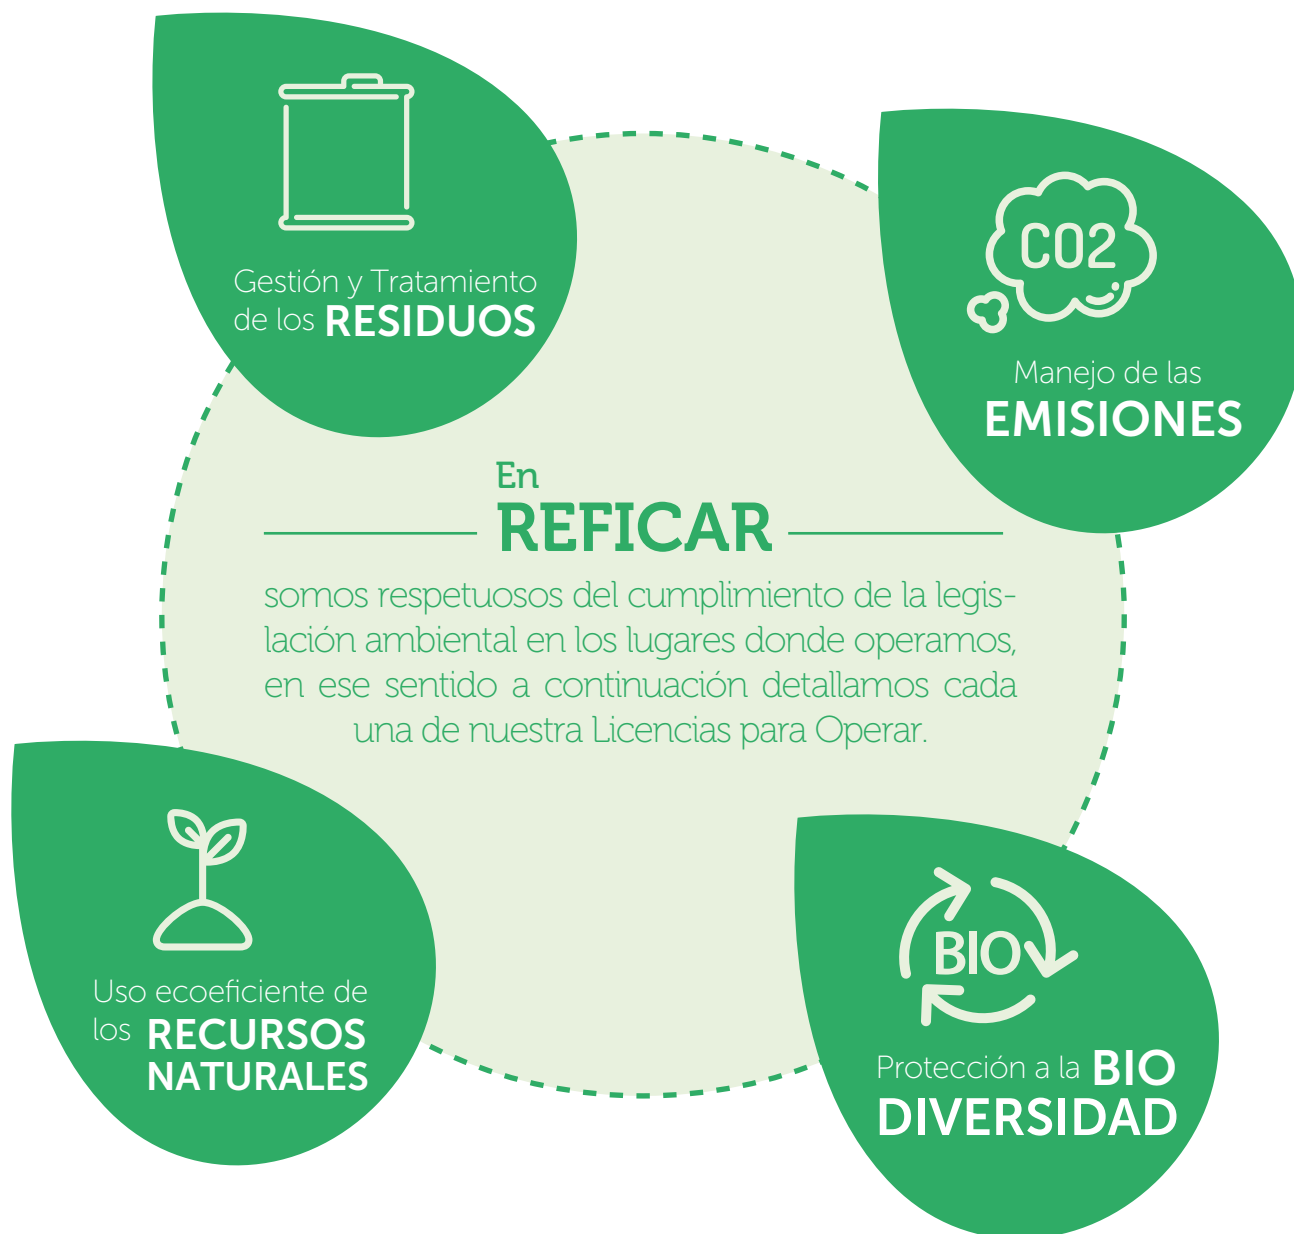 Gestión y Tratamiento
de los RESIDUOS
CO2
Manejo de las
EMISIONES
En
REFICAR
somos respetuosos del cumplimiento de la legis-
lación ambiental en los lugares donde operamos,
en ese sentido a continuación detallamos cada
una de nuestra Licencias para Operar.
Uso ecoeficiente de
los RECURSOS
NATURALES
BIO
Protección a la BIO
DIVERSIDAD